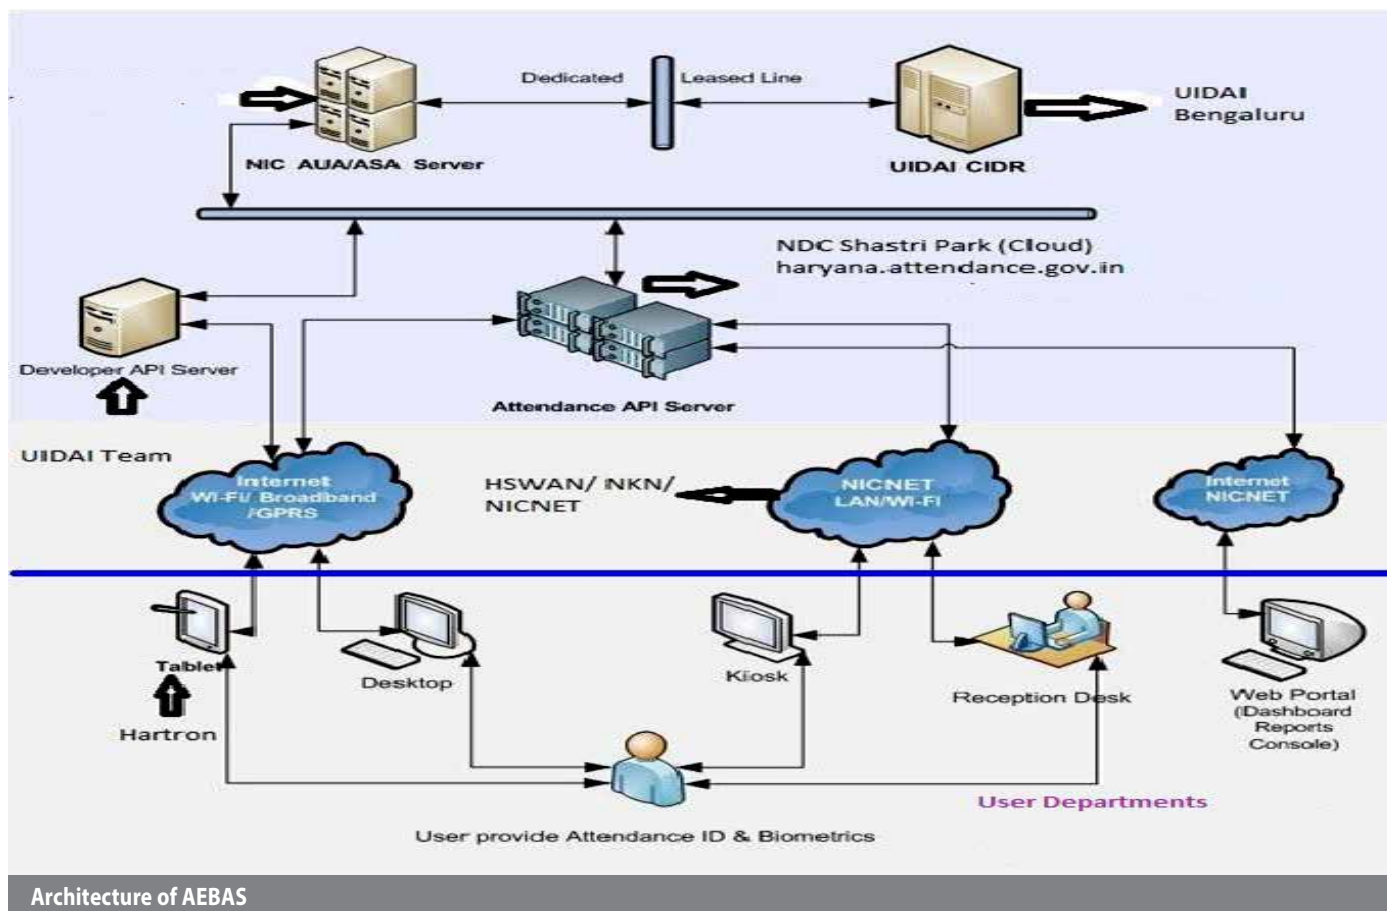 Dedicated
Leased Line
UIDAI
Bengaluru
NIC AUA/ASA Server
UIDAI CIDR
NDC Shastri Park (Cloud)
haryana.attendance.gov.in
Developer API Server
Attendance API Server
UIDAI Team
Internet
Wi-Fi/ Broadband
/GPRS
HSWAN/ NKN/
NICNET
NICNET
LAN/WI-FI
Internet
NICNET
Tablet
Hartron
Desktop
Kiosk
Reception Desk
Web Portal
(Dashboard
Reports
Console)
User Departments
User provide Attendance ID & Biometrics
Architecture of AEBAS